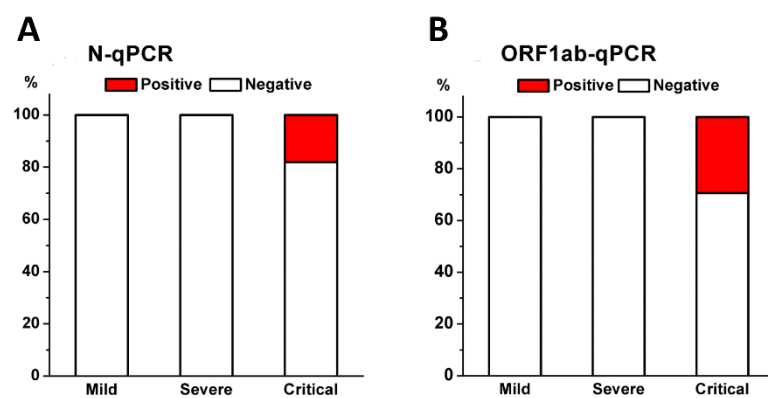 A
N-qPCR
%
Positive Negative
100
80
60
40
20
0
Mild Severe Critical
B
ORF1ab-qPCR
%
Positive Negative
100
80
60
40
20
0
Mild Severe Critical